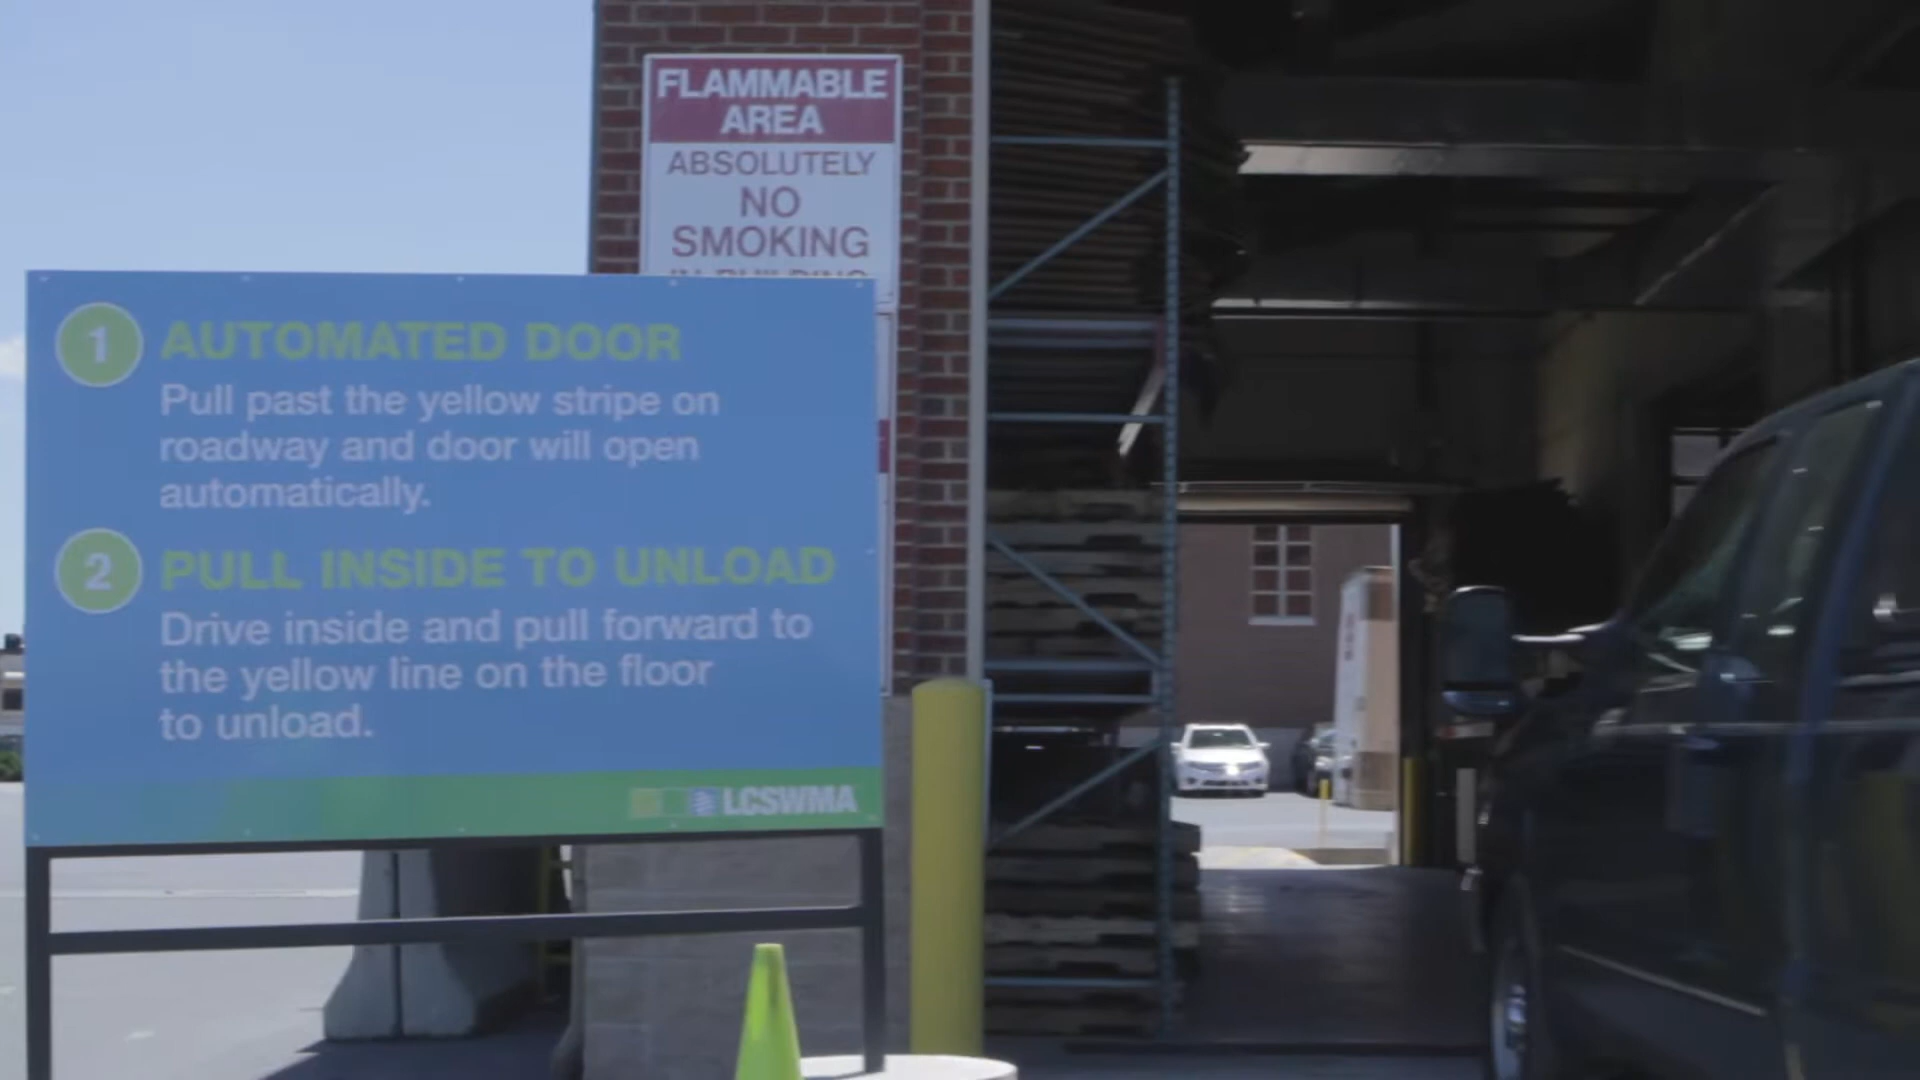 FLAMMABLE
AREA
ABSOLUTELY
NO
SMOKING
IN BUILDING
1 AUTOMATED DOOR
Pull past the yellow stripe on
roadway and door will open
automatically.
2 PULL INSIDE TO UNLOAD
Drive inside and pull forward to
the yellow line on the floor
to unload.
LCSWMA